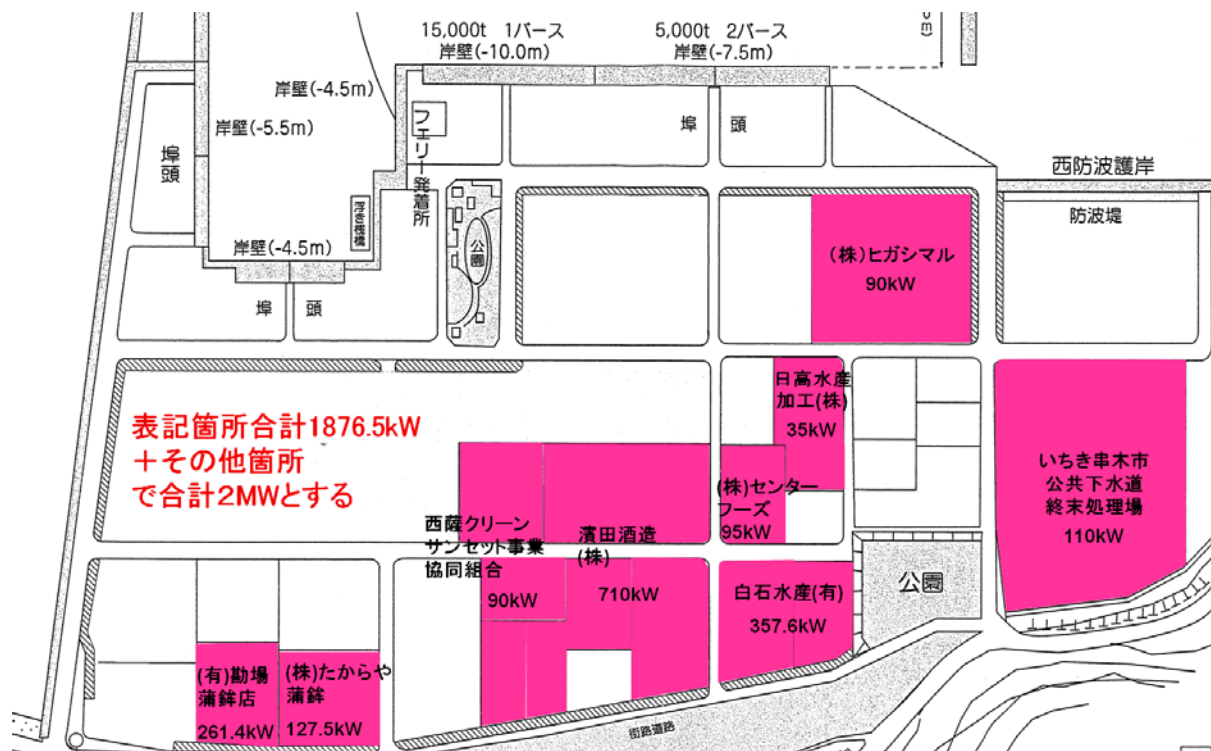 15,000t 1バース
岸壁(-10.0m)
5,000t 2バース
岸壁(-7.5m)
岸壁(-4.5m)
岸壁(-5.5m)
フェリー発着所
埠頭
埠頭
西防波護岸
防波堤
浮き棧橋
公園
岸壁(-4.5m)
埠頭
(株)ヒガシマル
90kW
表記箇所合計1876.5kW
+その他箇所
で合計2MWとする
日高水産
加工(株)
35kW
(株)センター
フーズ
95kW
いちき串木市
公共下水道
終末処理場
110kW
西薩クリーン
サンセット事業
協同組合
90kW
濱田酒造
(株)
710kW
白石水産(有)
357.6kW
公園
(有)勘場
蒲鉾店
261.4kW
(株)たからや
蒲鉾
127.5kW
街路道路